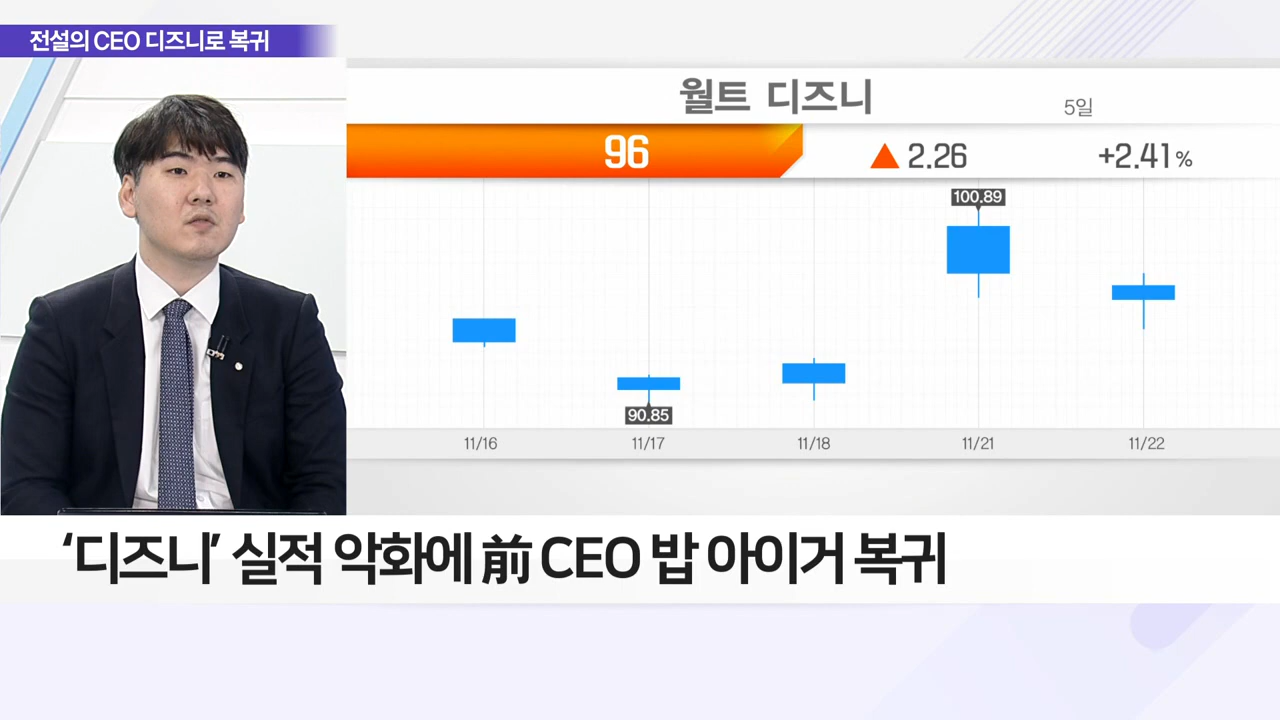 전설의 CEO 디즈니로 복귀
월트 디즈니
5일
96 ▲ 2.26 +2.41%
100.89
90.85
11/16 11/17 11/18 11/21 11/22
‘디즈니’ 실적 악화에 前 CEO 밥 아이거 복귀